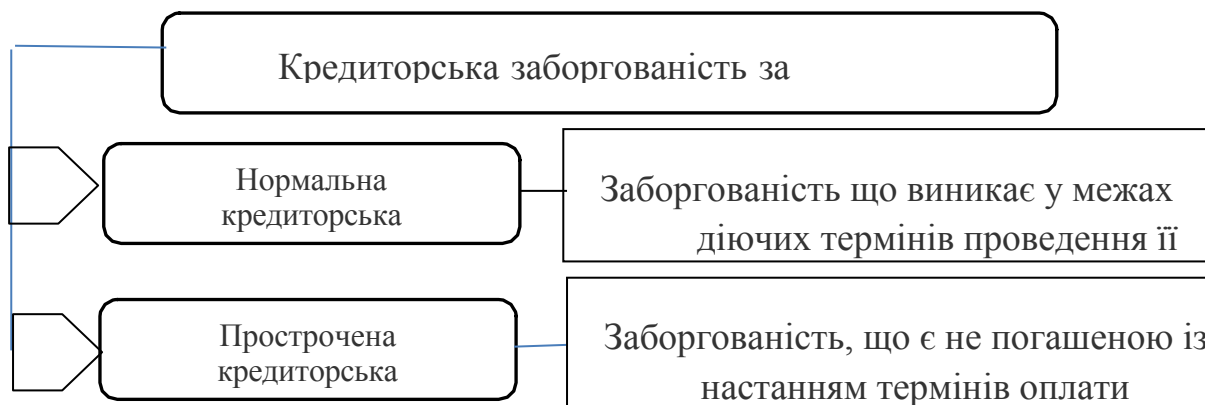 Кредиторська заборгованість за
Нормальна
кредиторська
Заборгованість що виникає у межах
діючих термінів проведення її
Прострочена
кредиторська
Заборгованість, що є не погашеною із
настанням термінів оплати